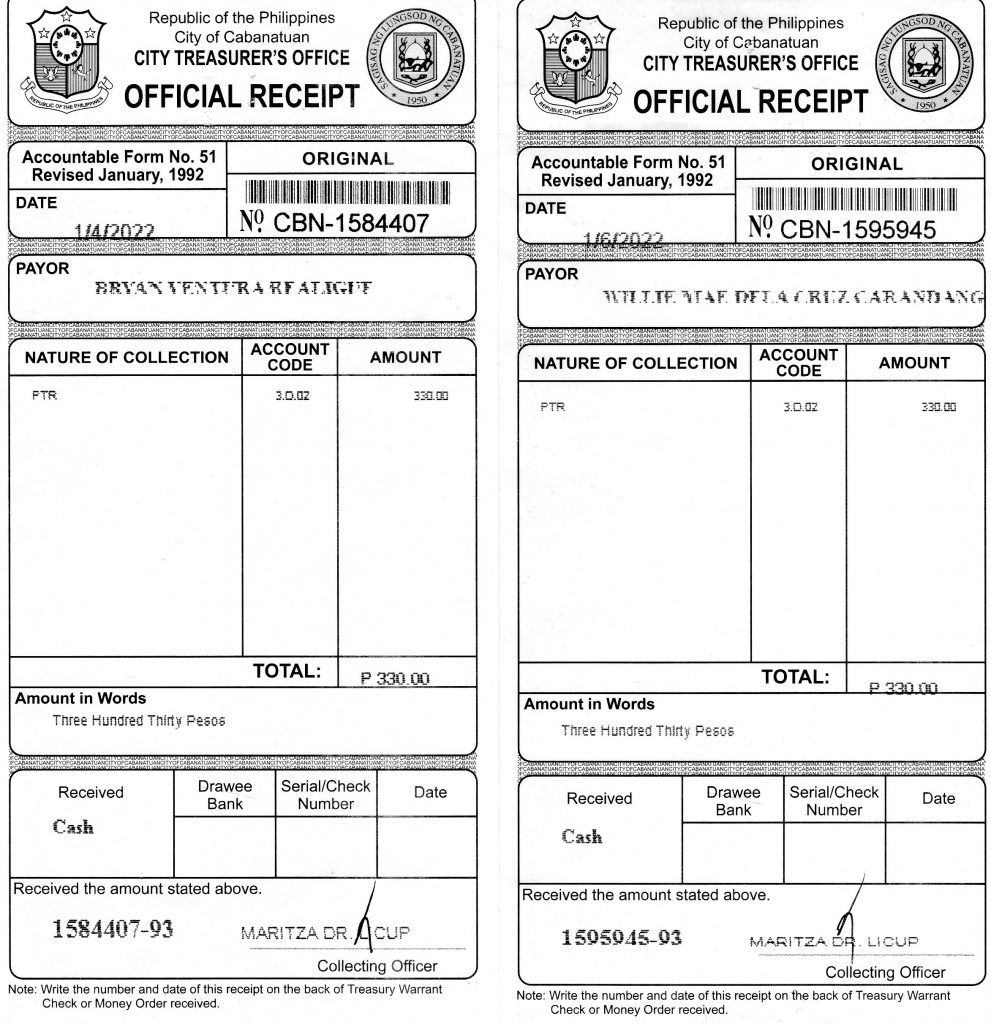 Republic of the Philippines
City of Cabanatuan
CITY TREASURER'S OFFICE
OFFICIAL RECEIPT
REPUBLIC OF THE PHILIPPINES
SAGISAG NG LUNGSOD NG CABANATUAN
1950
Accountable Form No. 51
Revised January, 1992
ORIGINAL
DATE
1/4/2022
Nº. CBN-1584407
PAYOR
BRYAN VENTURA REALIGUE
NATURE OF COLLECTION ACCOUNT CODE AMOUNT
PTR 3.D.02 330.00
TOTAL: P 330.00
Amount in Words
Three Hundred Thirty Pesos
Received Drawee Bank Serial/Check Number Date
Cash
Received the amount stated above.
1584407-93 MARITZA DR. LICUP
Collecting Officer
Note: Write the number and date of this receipt on the back of Treasury Warrant
Check or Money Order received.
Republic of the Philippines
City of Cabanatuan
CITY TREASURER'S OFFICE
OFFICIAL RECEIPT
REPUBLIC OF THE PHILIPPINES
SAGISAG NG LUNGSOD NG CABANATUAN
1950
Accountable Form No. 51
Revised January, 1992
ORIGINAL
DATE
1/6/2022
Nº. CBN-1595945
PAYOR
WILLIE MAE DELA CRUZ CABANDANG
NATURE OF COLLECTION ACCOUNT CODE AMOUNT
PTR 3.D.02 330.00
TOTAL: P 330.00
Amount in Words
Three Hundred Thirty Pesos
Received Drawee Bank Serial/Check Number Date
Cash
Received the amount stated above.
1595945-93 MARITZA DR. LICUP
Collecting Officer
Note: Write the number and date of this receipt on the back of Treasury Warrant
Check or Money Order received.